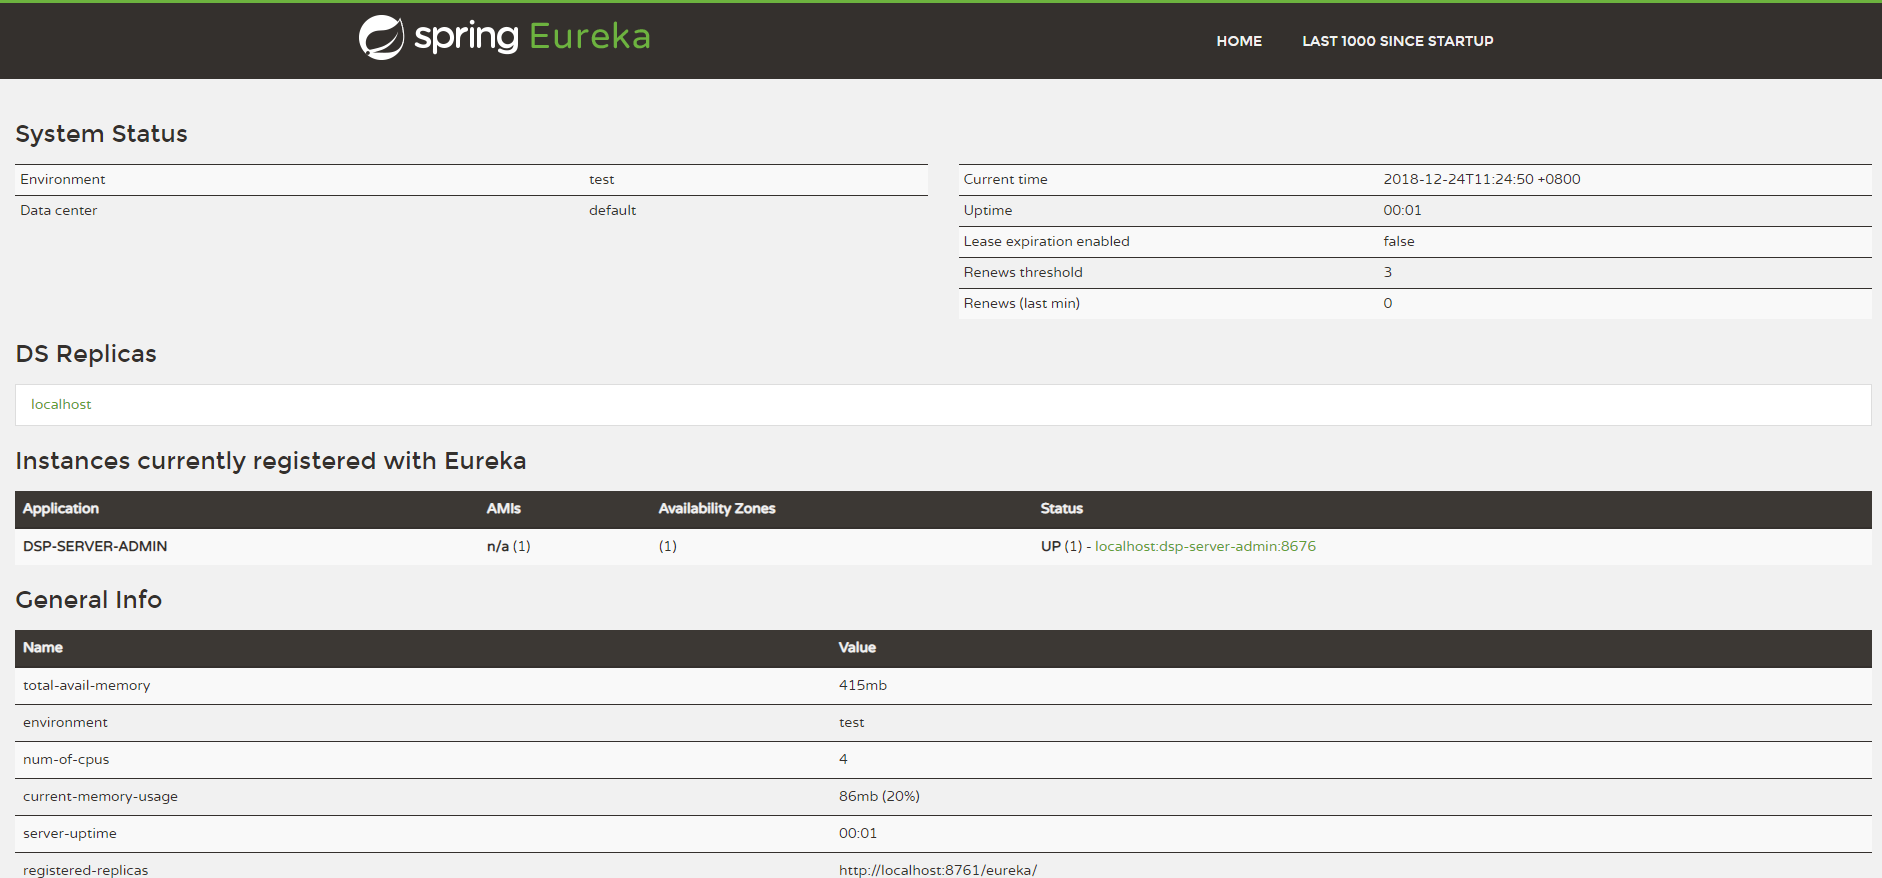 spring Eureka
HOME LAST 1000 SINCE STARTUP
System Status
Environment test
Data center default
Current time 2018-12-24T11:24:50 +0800
Uptime 00:01
Lease expiration enabled false
Renews threshold 3
Renews (last min) 0
DS Replicas
localhost
Instances currently registered with Eureka
Application AMIs Availability Zones Status
DSP-SERVER-ADMIN n/a (1) (1) UP (1) - localhost:dsp-server-admin:8676
General Info
Name Value
total-avail-memory 415mb
environment test
num-of-cpus 4
current-memory-usage 86mb (20%)
server-uptime 00:01
registered-replicas http://localhost:8761/eureka/